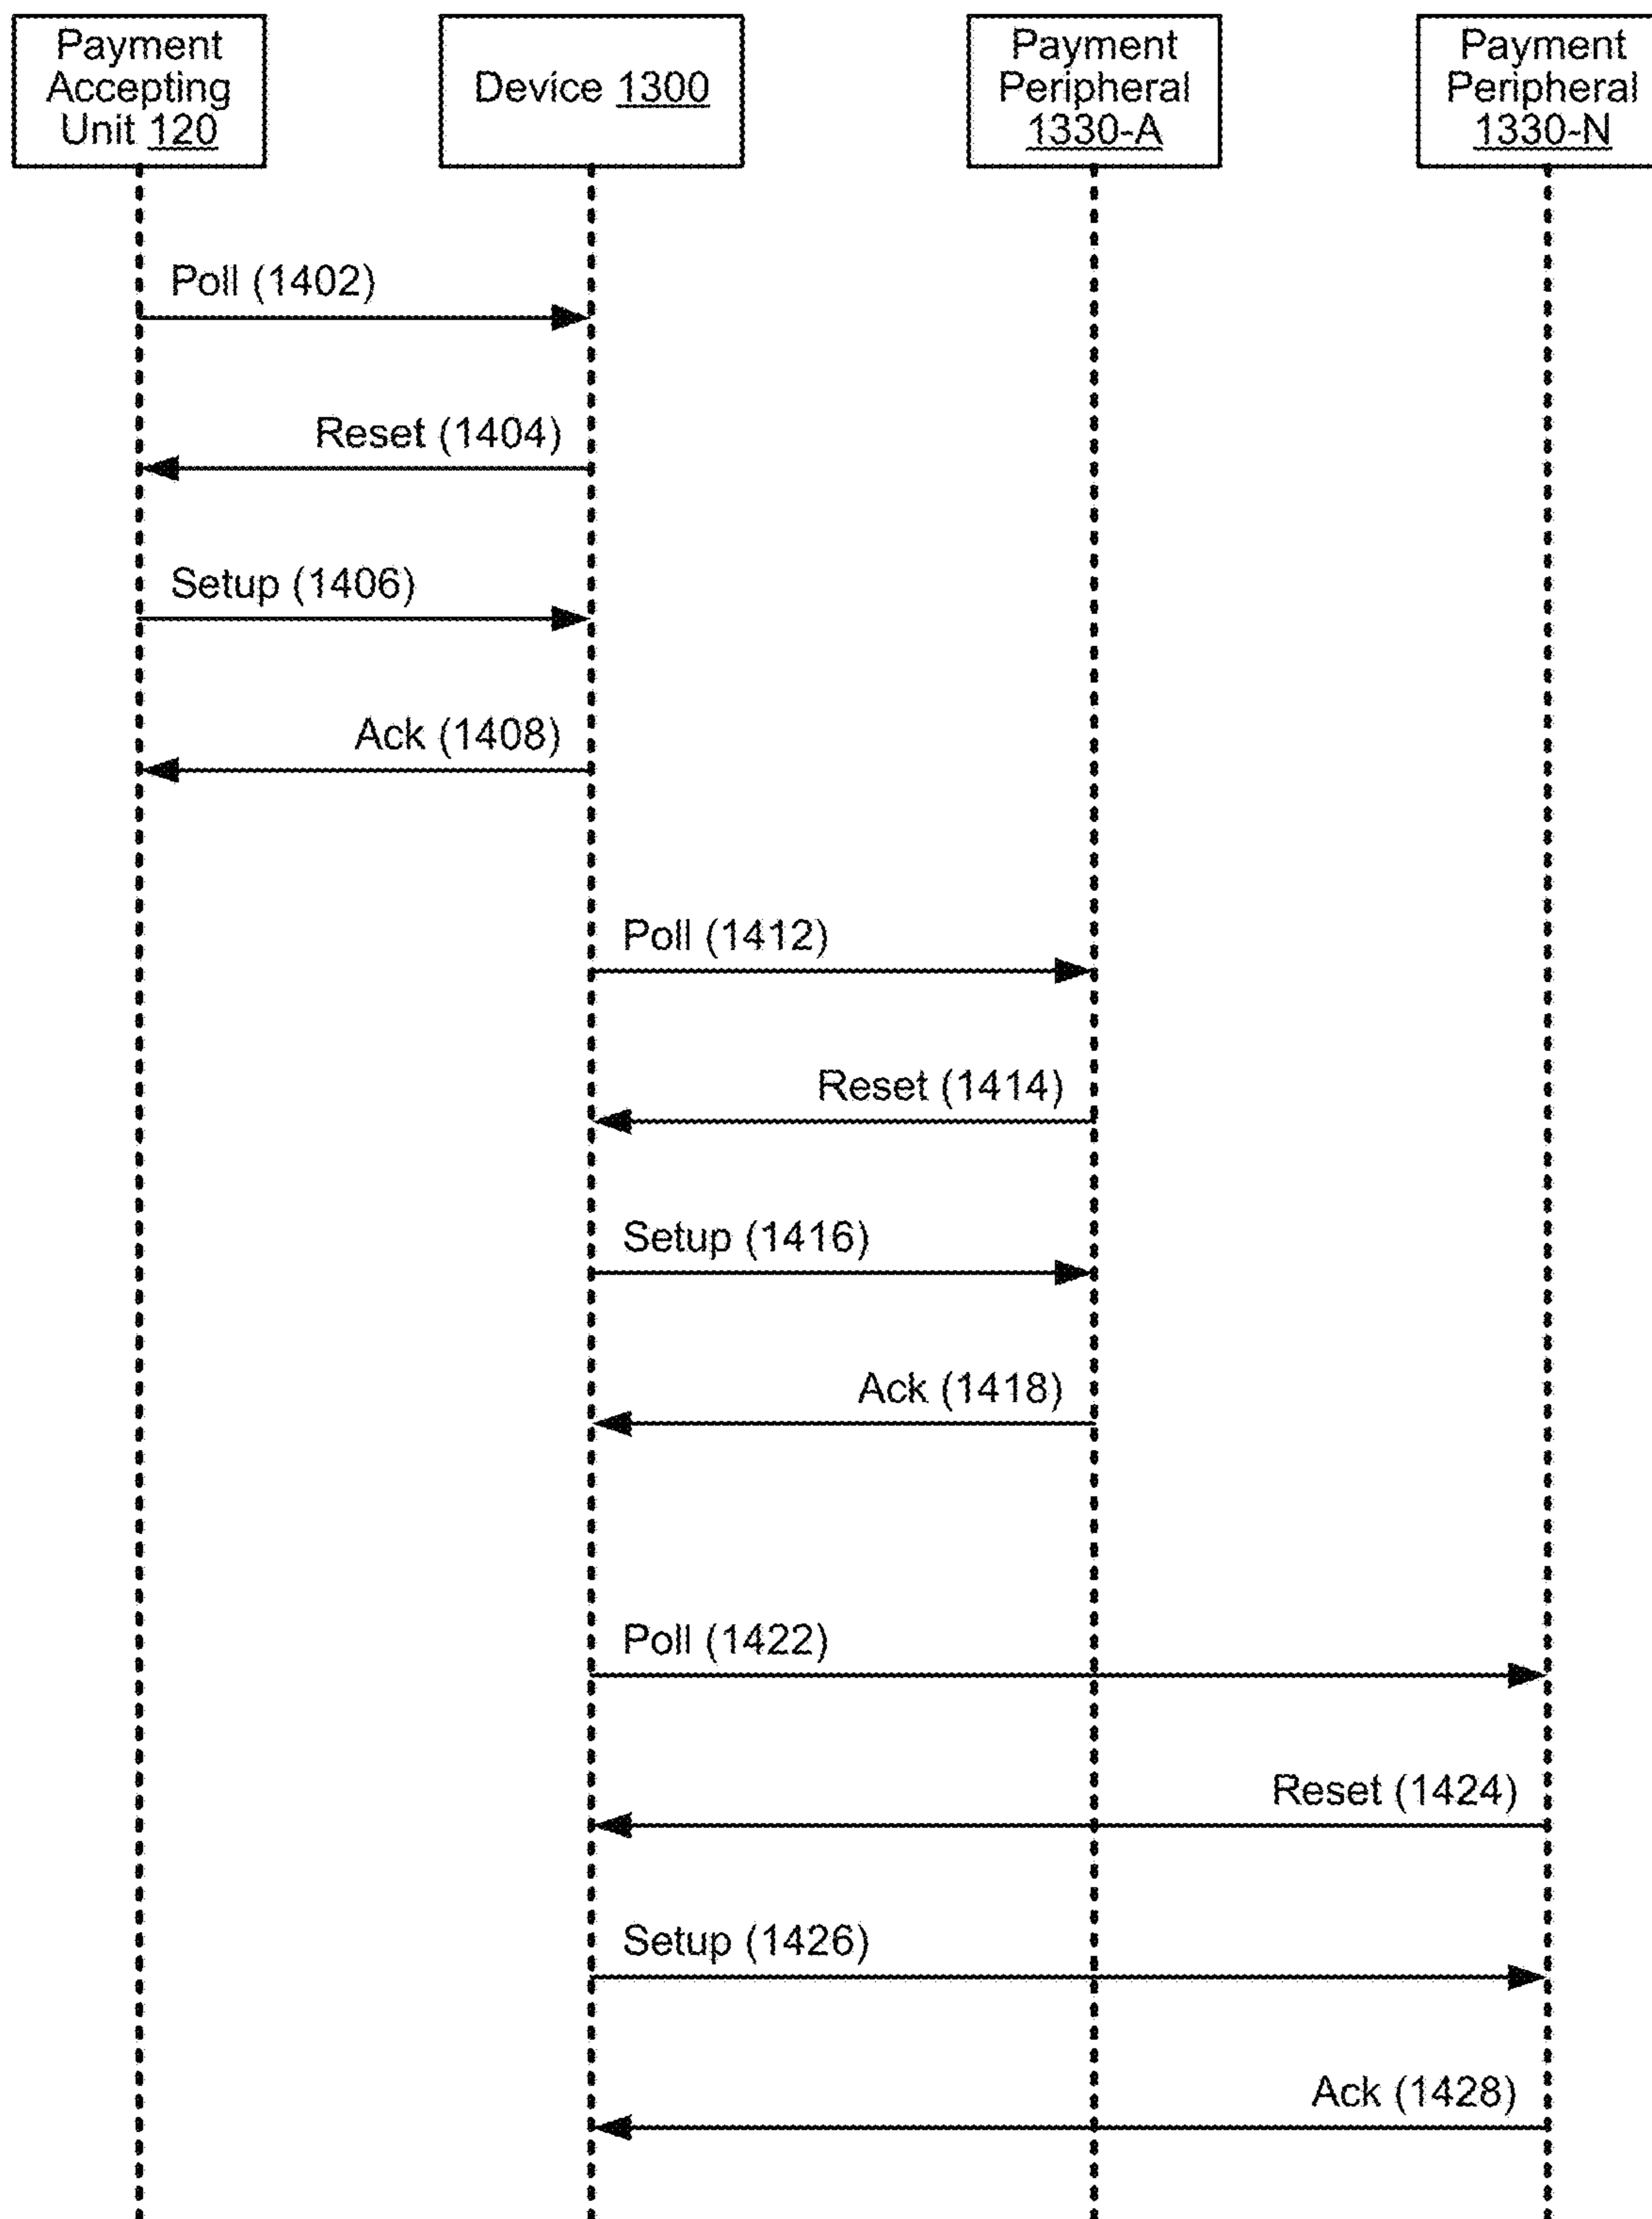 Payment
Accepting
Unit 120
Device 1300
Payment
Peripheral
1330-A
Payment
Peripheral
1330-N
Poll (1402)
Reset (1404)
Setup (1406)
Ack (1408)
Poll (1412)
Reset (1414)
Setup (1416)
Ack (1418)
Poll (1422)
Reset (1424)
Setup (1426)
Ack (1428)